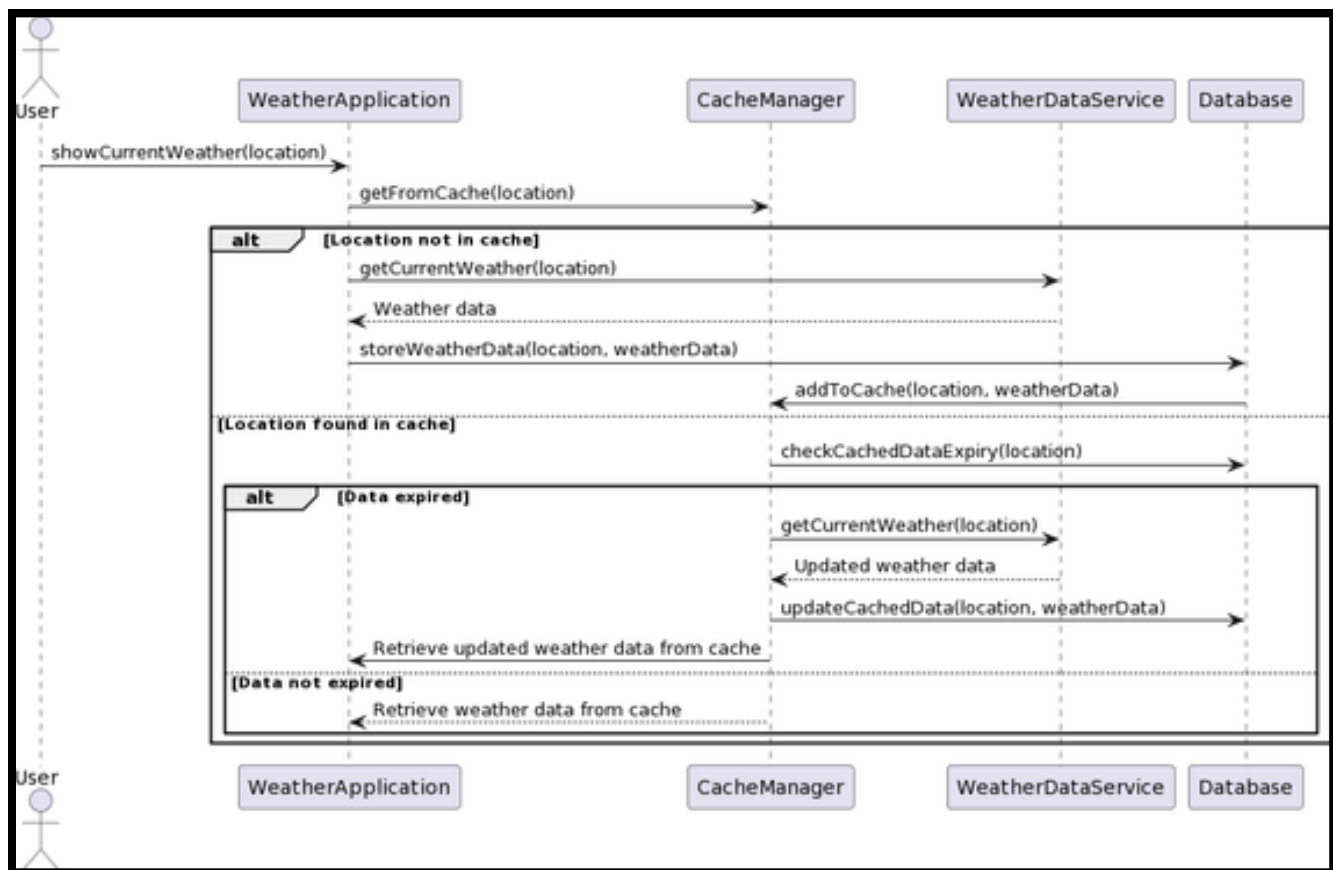 User
WeatherApplication
CacheManager
WeatherDataService
Database
showCurrentWeather(location)
getFromCache(location)
alt [Location not in cache]
getCurrentWeather(location)
Weather data
storeWeatherData(location, weatherData)
addToCache(location, weatherData)
[Location found in cache]
checkCachedDataExpiry(location)
alt [Data expired]
getCurrentWeather(location)
Updated weather data
updateCachedData(location, weatherData)
Retrieve updated weather data from cache
[Data not expired]
Retrieve weather data from cache
User
WeatherApplication
CacheManager
WeatherDataService
Database